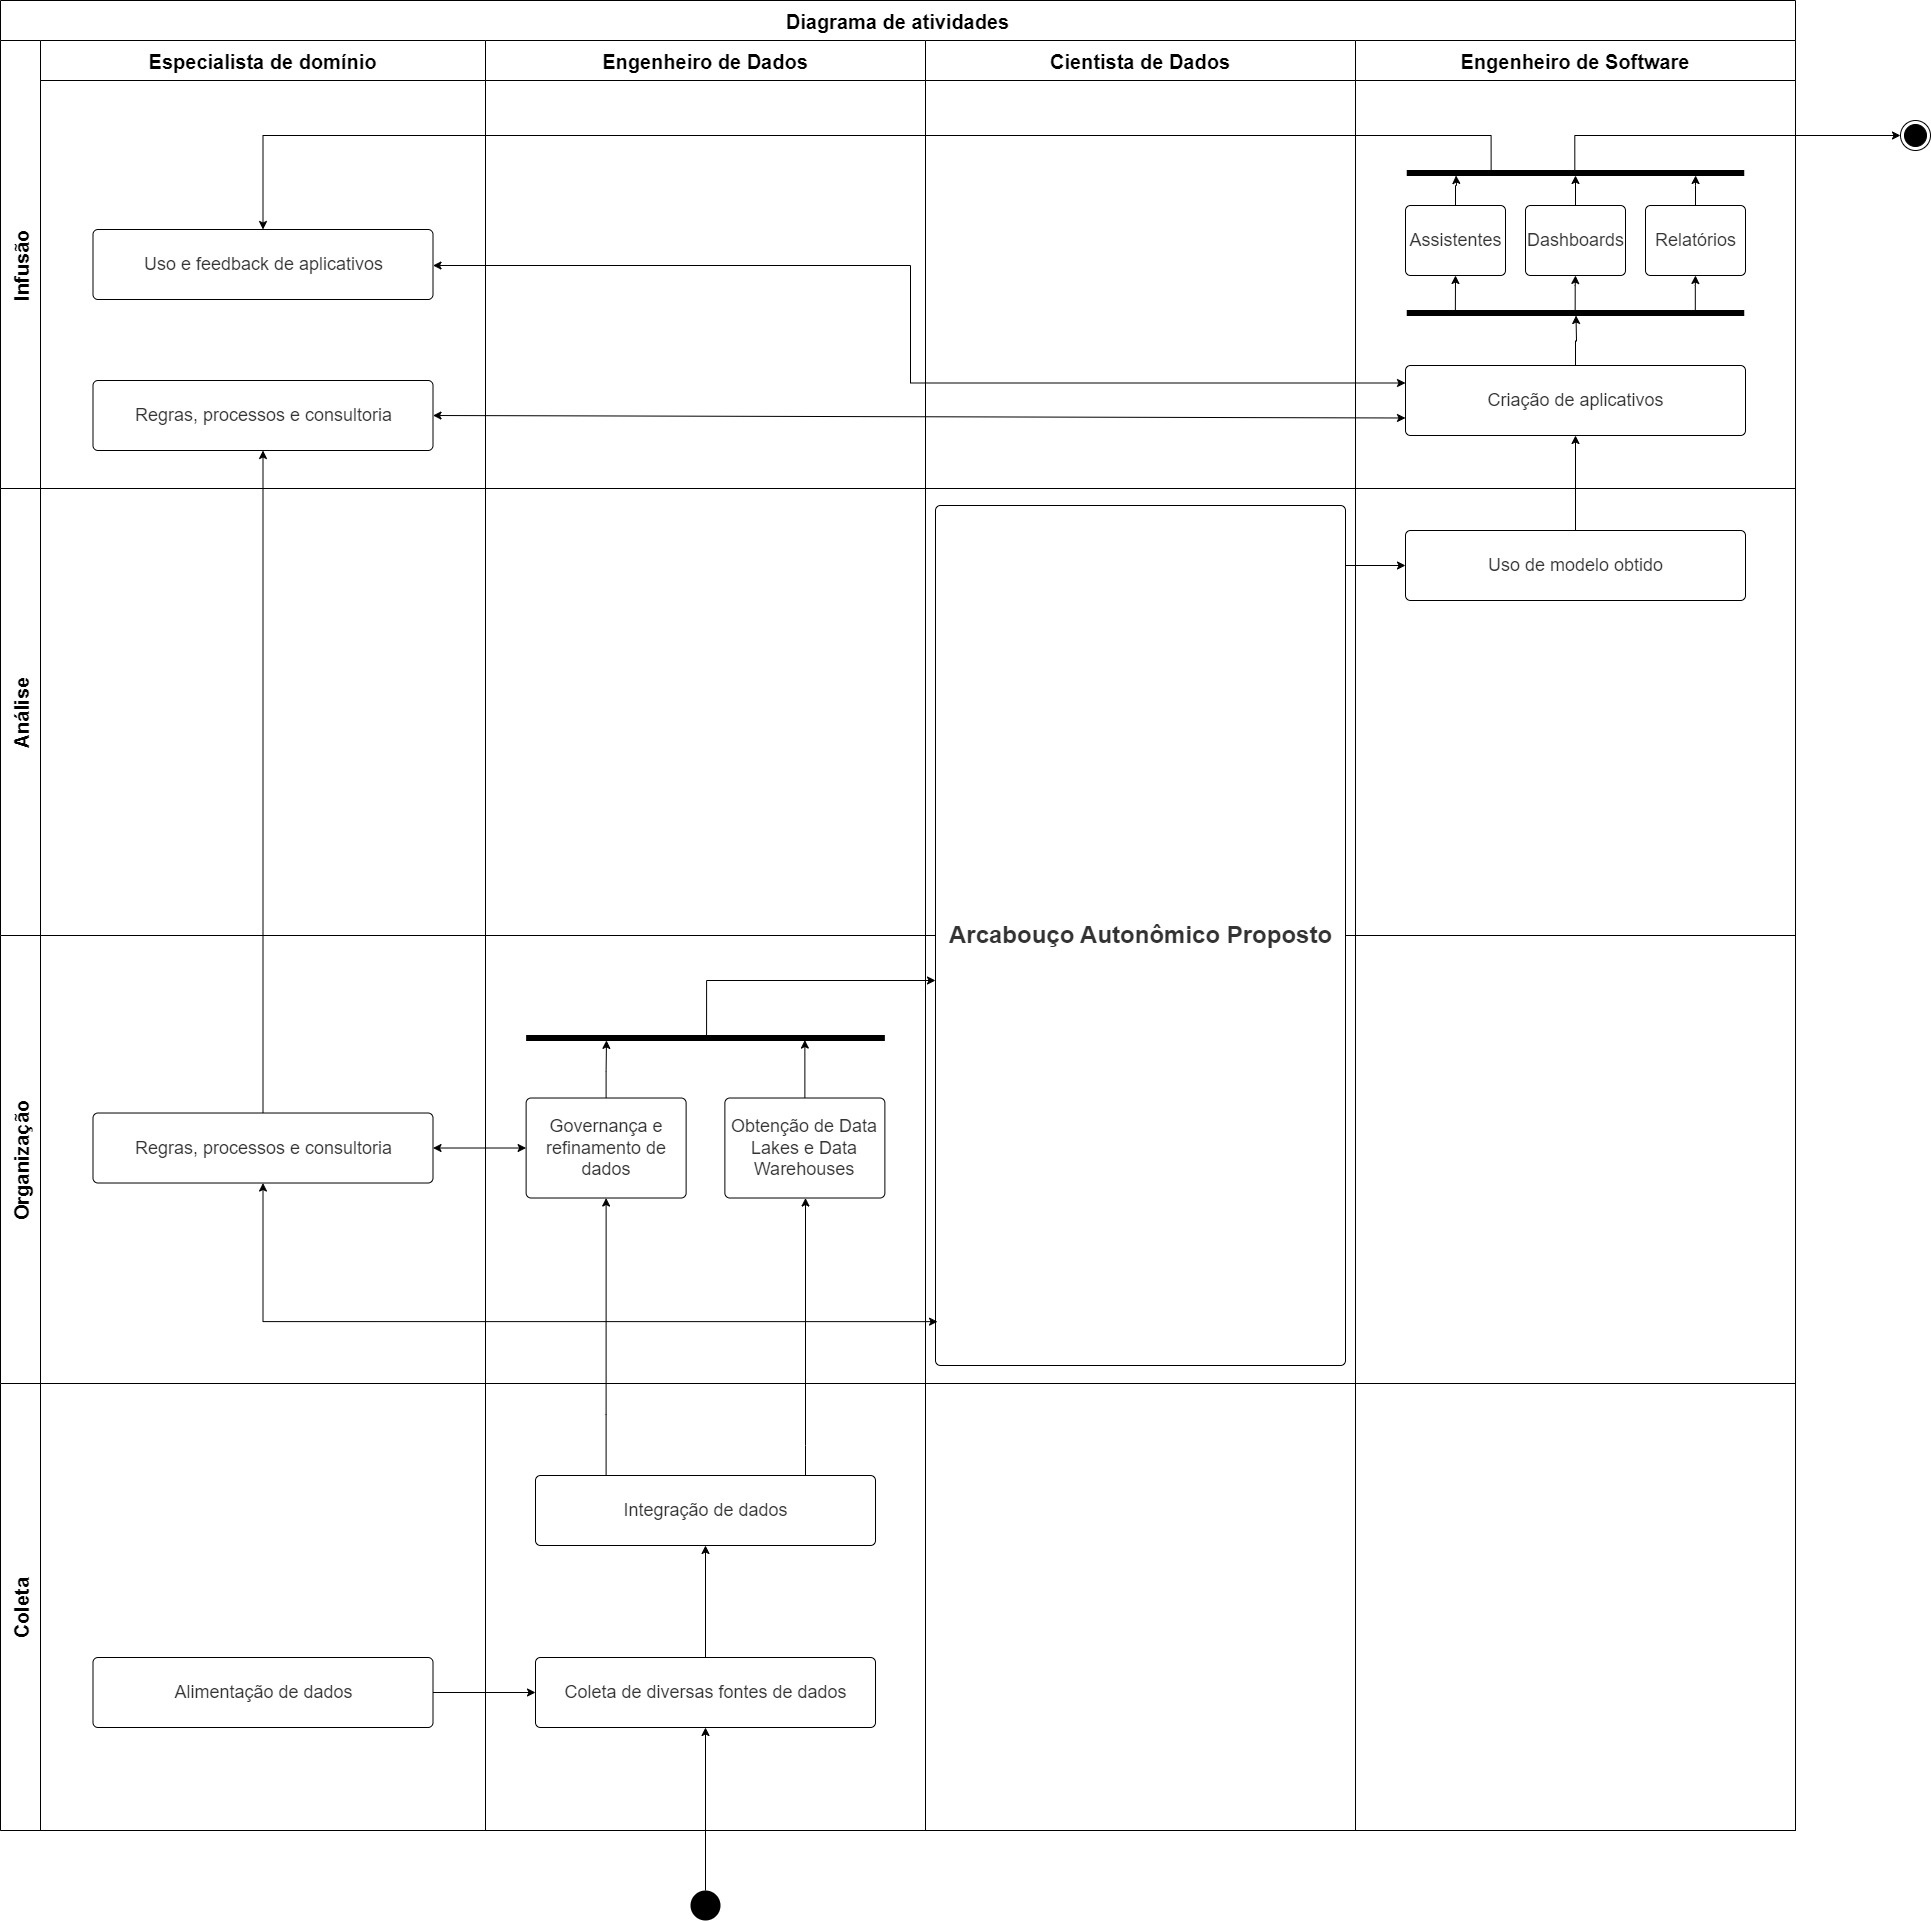 Diagrama de atividades
Especialista de domínio
Engenheiro de Dados
Cientista de Dados
Engenheiro de Software
Infusão
Assistentes
Dashboards
Relatórios
Uso e feedback de aplicativos
Criação de aplicativos
Regras, processos e consultoria
Análise
Uso de modelo obtido
Arcabouço Autonômico Proposto
Organização
Regras, processos e consultoria
Governança e
refinamento de
dados
Obtenção de Data
Lakes e Data
Warehouses
Coleta
Integração de dados
Alimentação de dados
Coleta de diversas fontes de dados